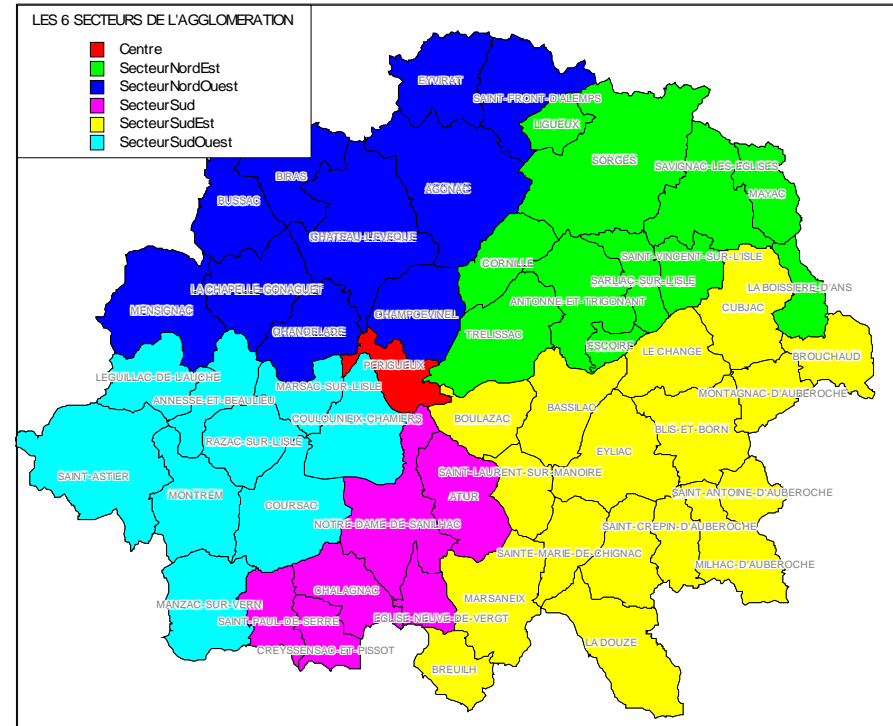 LES 6 SECTEURS DE L'AGGLOMERATION
Centre
SecteurNordEst
SecteurNordOuest
SecteurSud
SecteurSudEst
SecteurSudOuest
EYVIRAT
SAINT-FRONT-D'ALEMPS
LIGUEUX
SORGES
SAVIGNAC-LES-EGLISES
BIRAS
AGONAC
MAYAC
BUSSAC
CHATEAU-LEVEQUE
CORNILLE
SAINT-VINCENT-SUR-L'ISLE
SARLIAC-SUR-L'ISLE
LA BOISSIERE-D'ANS
LA CHAPELLE-GONAGUET
ANTONNE-ET-TRIGONANT
CUBJAC
MENSIGNAC
CHAMPCEVINEL
CHANCELADE
TRELISSAC
ESCOIRE
LE CHANGE
BROUCHAUD
PERIGUEUX
LEGUILLAC-DE-L'AUCHE
MARSAC-SUR-L'ISLE
MONTAGNAC-D'AUBEROCHE
ANNESSE-ET-BEAULIEU
BASSILAC
COULOUNIEIX-CHAMIERS
BOULAZAC
BLIS-ET-BORN
RAZAC-SUR-L'ISLE
EYLIAC
SAINT-ASTIER
SAINT-LAURENT-SUR-MANOIRE
MONTREM
ATUR
SAINT-ANTOINE-D'AUBEROCHE
COURSAC
NOTRE-DAME-DE-SANILHAC
SAINT-CREPIN-D'AUBEROCHE
SAINTE-MARIE-DE-CHIGNAC
MILHAC-D'AUBEROCHE
CHALAGNAC
MARSANEIX
MANZAC-SUR-VERN
SAINT-PAUL-DE-SERRE
EGLISE-NEUVE-DE-VERGT
LA DOUZE
CREYSSENSAC-ET-PISSOT
BREUILH